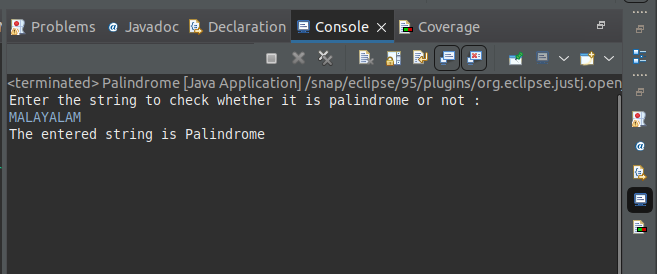 Problems @ Javadoc Declaration Console × Coverage
<terminated> Palindrome [Java Application] /snap/eclipse/95/plugins/org.eclipse.justj.open
Enter the string to check whether it is palindrome or not :
MALAYALAM
The entered string is Palindrome